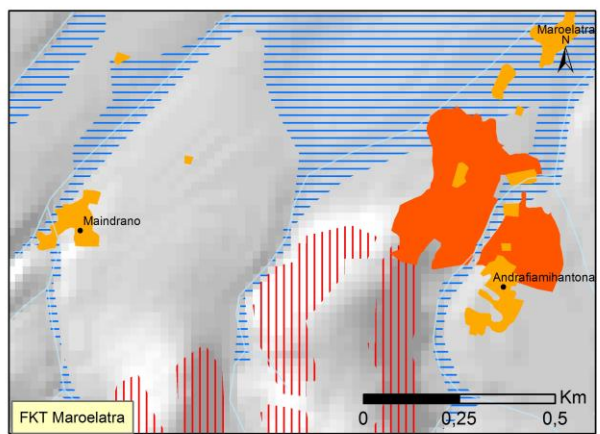 Maroelatra
N
Maindrano
Andrafiamihantona
Km
0 0,25 0,5
FKT Maroelatra